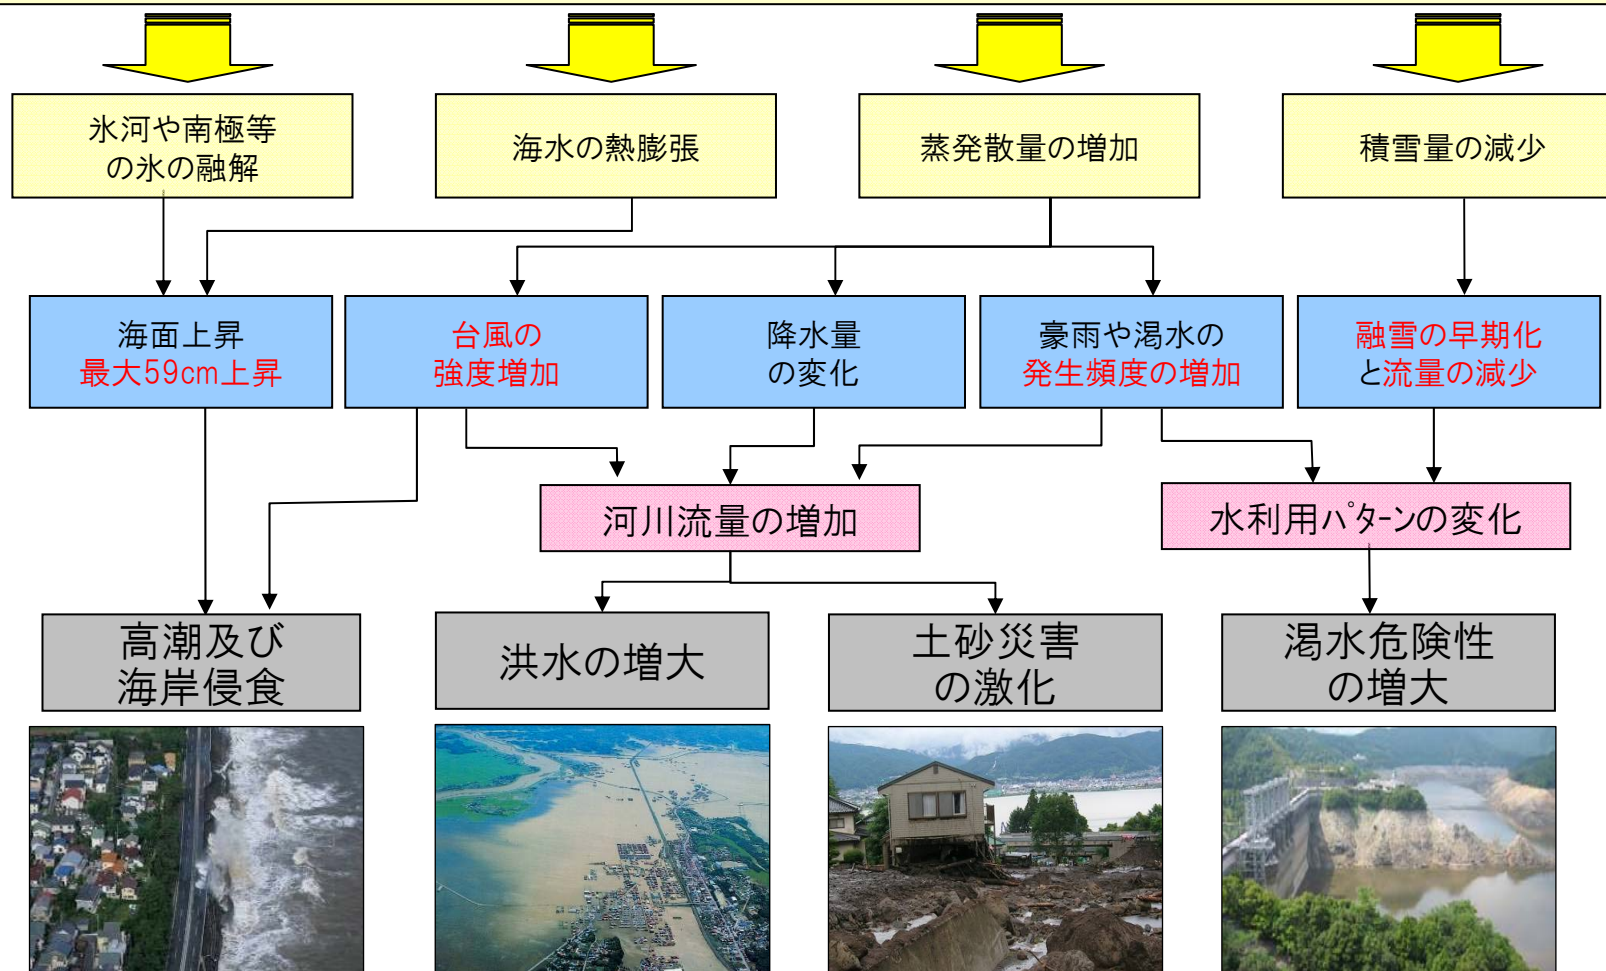 氷河や南極等
の氷の融解
海水の熱膨張
蒸発散量の増加
積雪量の減少
海面上昇
最大59cm上昇
台風の
強度増加
降水量
の変化
豪雨や渇水の
発生頻度の増加
融雪の早期化
と流量の減少
河川流量の増加
水利用パターンの変化
高潮及び
海岸侵食
洪水の増大
土砂災害
の激化
渇水危険性
の増大